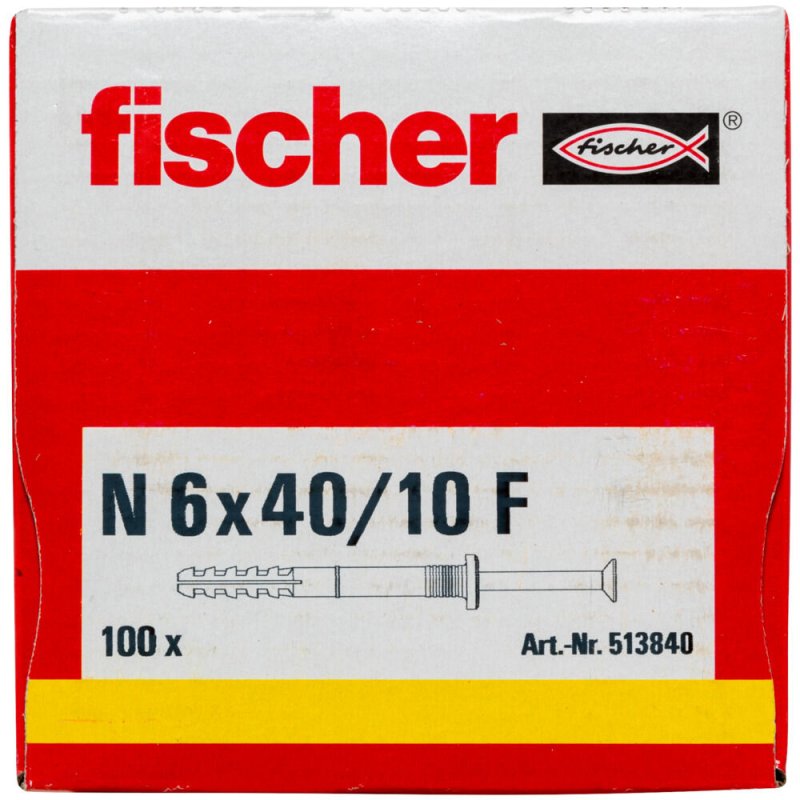 fischer
fischer ®
N 6x40/10 F
100 x
Art.-Nr. 513840